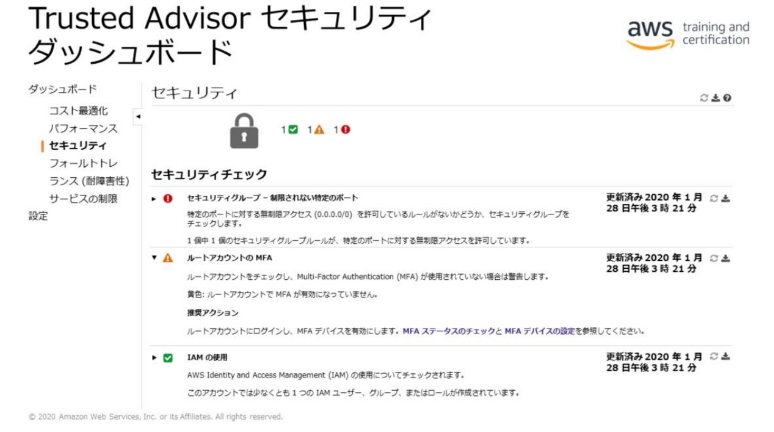 Trusted Advisor セキュリティ
ダッシュボード
aws training and
certification
ダッシュボード
コスト最適化
パフォーマンス
セキュリティ
フォールトトレ
ランス (耐障害性)
サービスの制限
設定
セキュリティ
1 1 1
セキュリティチェック
セキュリティグループ – 制限されない特定のポート
更新済み 2020 年 1 月
28 日午後 3 時 21 分
特定のポートに対する無制限アクセス (0.0.0.0/0) を許可しているルールがないかどうか、セキュリティグループを
チェックします。
1 個中 1 個のセキュリティグループルールが、特定のポートに対する無制限アクセスを許可しています。
ルートアカウントの MFA
更新済み 2020 年 1 月
28 日午後 3 時 21 分
ルートアカウントをチェックし、Multi-Factor Authentication (MFA) が使用されていない場合は警告します。
黄色: ルートアカウントで MFA が有効になっていません。
推奨アクション
ルートアカウントにログインし、MFA デバイスを有効にします。MFA ステータスのチェックと MFA デバイスの設定を参照してください。
IAM の使用
更新済み 2020 年 1 月
28 日午後 3 時 21 分
AWS Identity and Access Management (IAM) の使用についてチェックされます。
このアカウントでは少なくとも 1 つの IAM ユーザー、グループ、またはロールが作成されています。
© 2020 Amazon Web Services, Inc. or its Affiliates. All rights reserved.